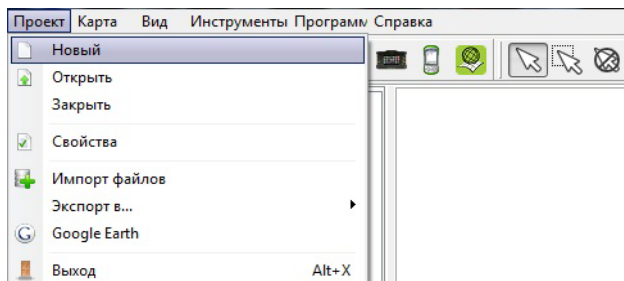 Проект Карта Вид Инструменты Программ Справка
Новый
Открыть
Закрыть
Свойства
Импорт файлов
Экспорт в...
Google Earth
Выход Alt+X